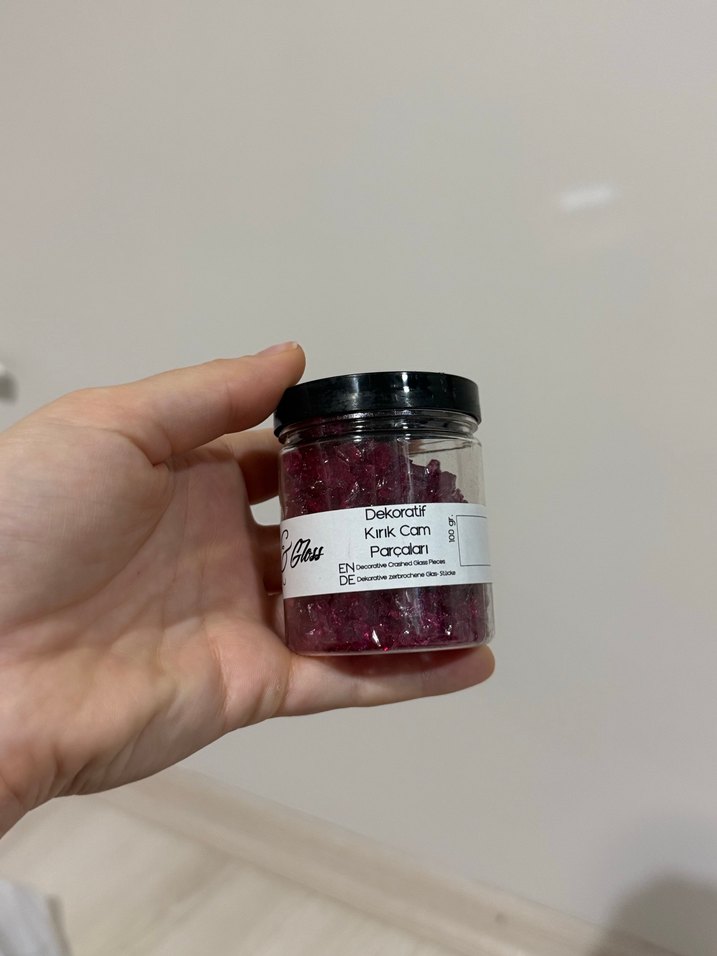 & Gloss
Dekoratif
Kırık Cam
Parçaları
EN Decorative Crashed Glass Pieces
DE Dekorative zerbrochene Glas- Stücke
100 gr.